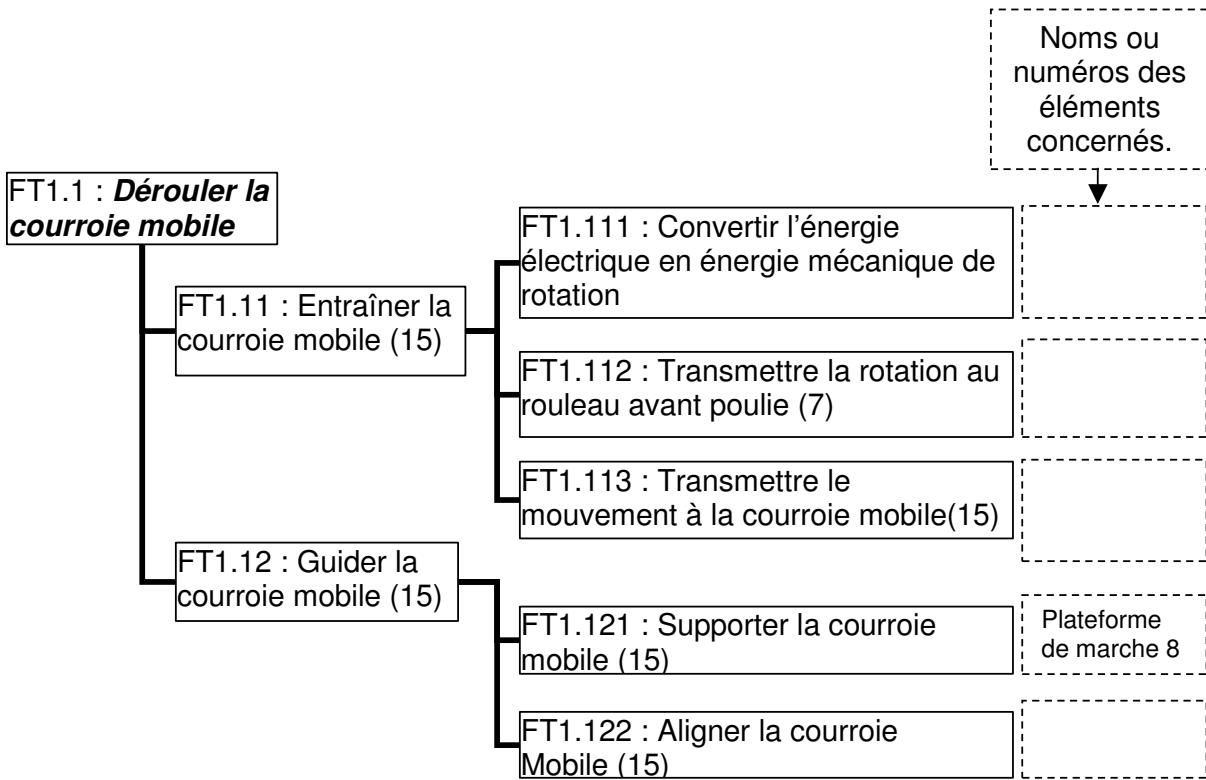 Noms ou
numéros des
éléments
concernés.
FT1.1 : Dérouler la
courroie mobile
FT1.11 : Entraîner la
courroie mobile (15)
FT1.111 : Convertir l’énergie
électrique en énergie mécanique de
rotation
FT1.112 : Transmettre la rotation au
rouleau avant poulie (7)
FT1.113 : Transmettre le
mouvement à la courroie mobile(15)
FT1.12 : Guider la
courroie mobile (15)
FT1.121 : Supporter la courroie
mobile (15)
Plateforme
de marche 8
FT1.122 : Aligner la courroie
Mobile (15)